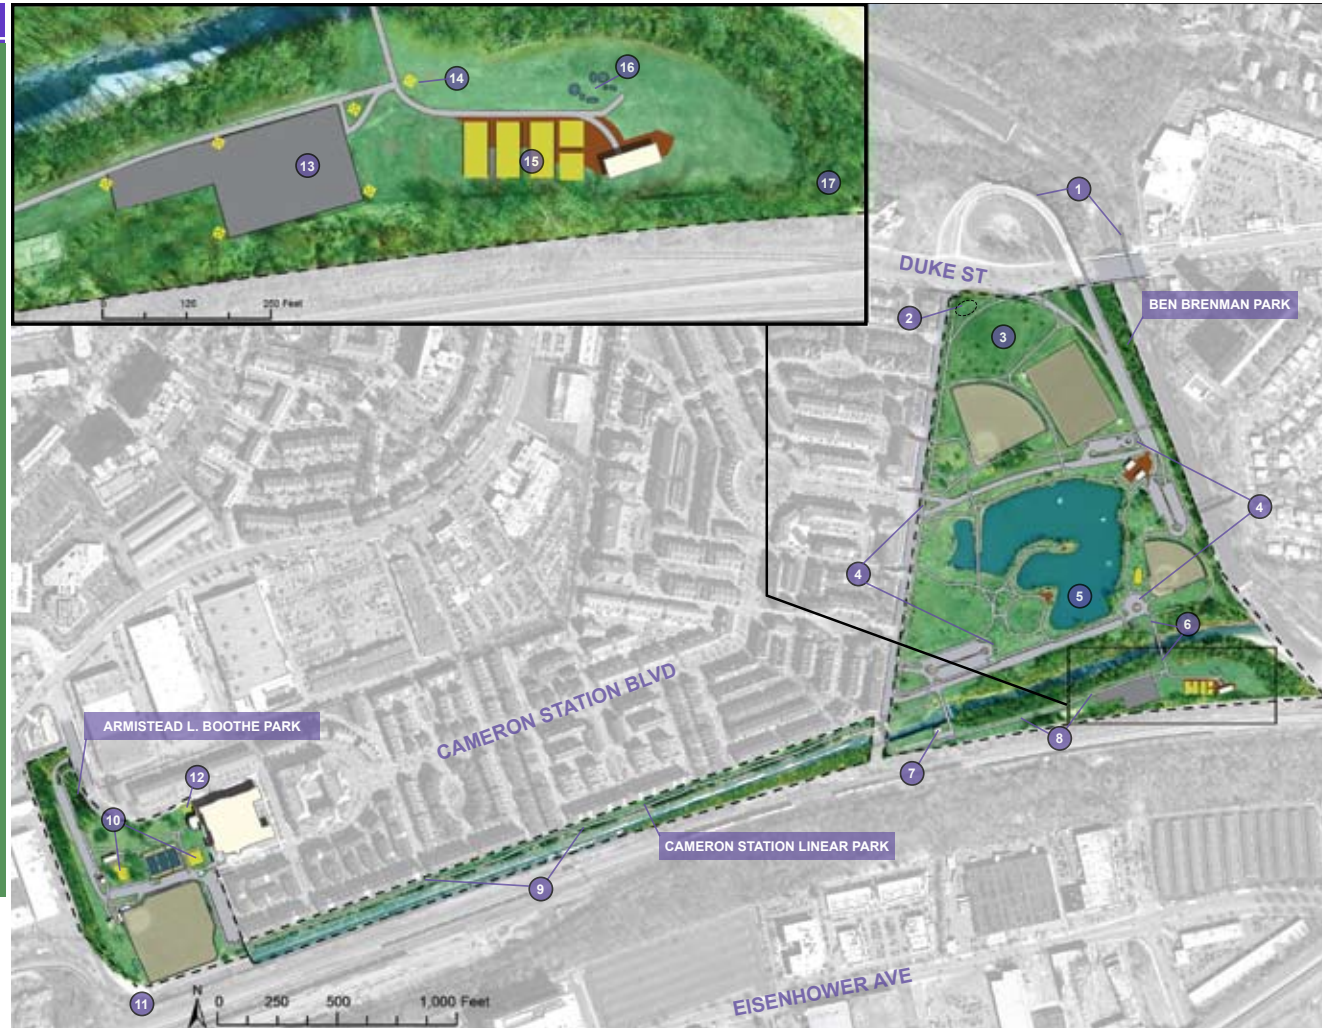 14
16
13
15
17
0 125 250 Feet
1
DUKE ST
BEN BRENMAN PARK
2
3
4
4
5
6
8
7
CAMERON STATION BLVD
ARMISTEAD L. BOOTHE PARK
12
10
CAMERON STATION LINEAR PARK
9
11
N
0 250 500 1,000 Feet
EISENHOWER AVE